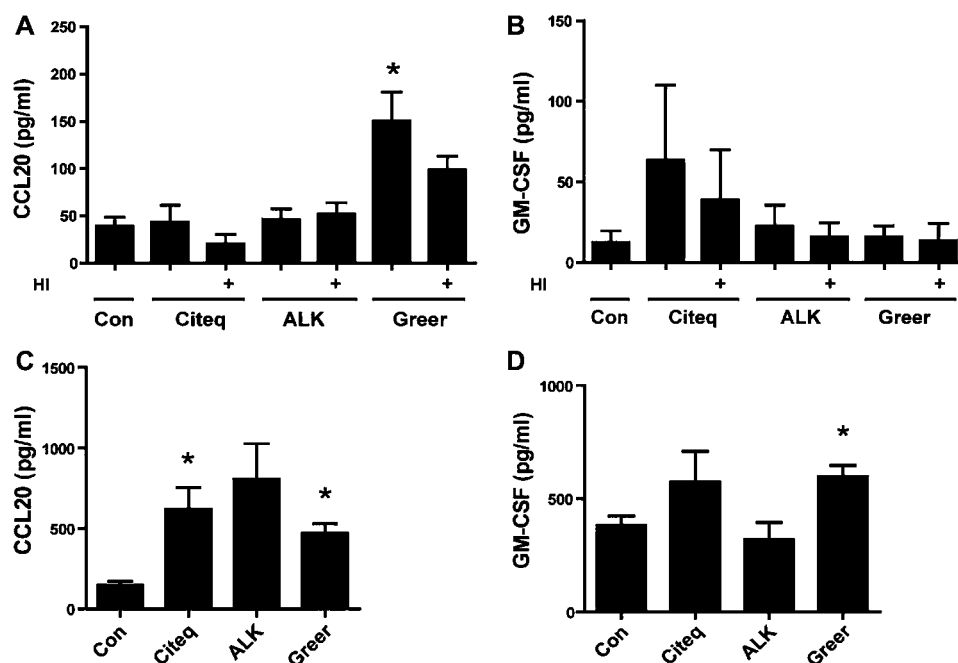 A
CCL20 (pg/ml)
250
200
150
100
50
0
*
HI + + +
Con Citeq ALK Greer
B
GM-CSF (pg/ml)
150
100
50
0
HI + + +
Con Citeq ALK Greer
C
CCL20 (pg/ml)
1500
1000
500
0
* *
Con Citeq ALK Greer
D
GM-CSF (pg/ml)
1000
500
0
*
Con Citeq ALK Greer